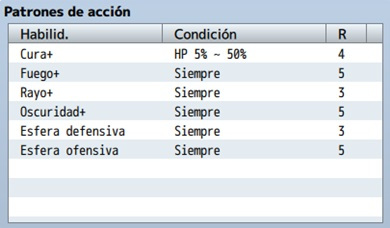 Patrones de acción
Habilid. Condición R
Cura+ HP 5% ~ 50% 4
Fuego+ Siempre 5
Rayo+ Siempre 3
Oscuridad+ Siempre 5
Esfera defensiva Siempre 3
Esfera ofensiva Siempre 5